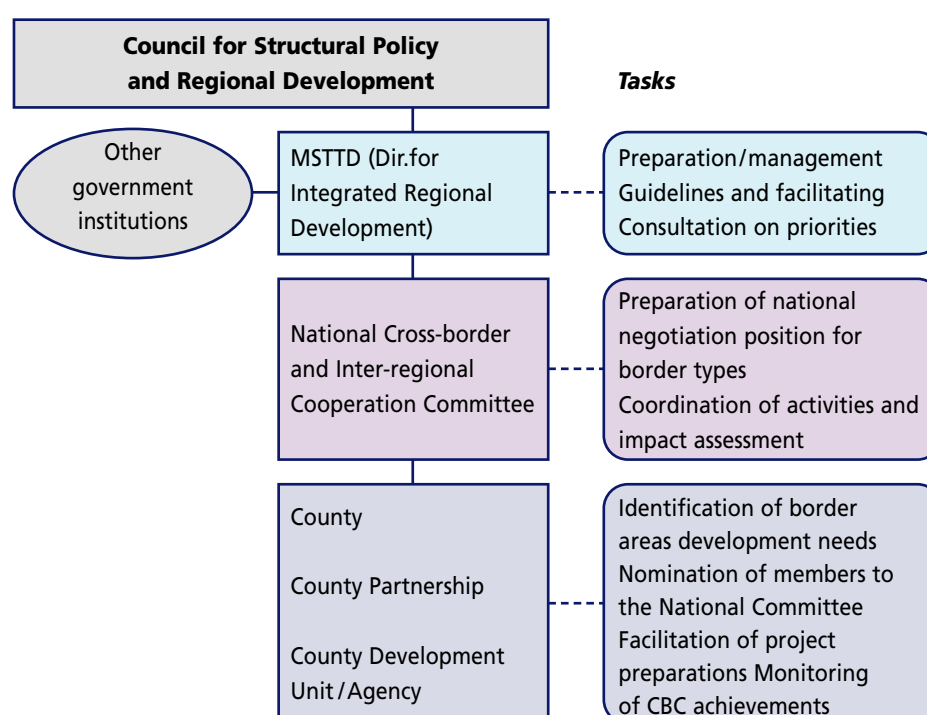 Council for Structural Policy
and Regional Development
Tasks
Other
government
institutions
MSTTD (Dir.for
Integrated Regional
Development)
Preparation/management
Guidelines and facilitating
Consultation on priorities
National Cross-border
and Inter-regional
Cooperation Committee
Preparation of national
negotiation position for
border types
Coordination of activities and
impact assessment
County
County Partnership
County Development
Unit/Agency
Identification of border
areas development needs
Nomination of members to
the National Committee
Facilitation of project
preparations Monitoring
of CBC achievements